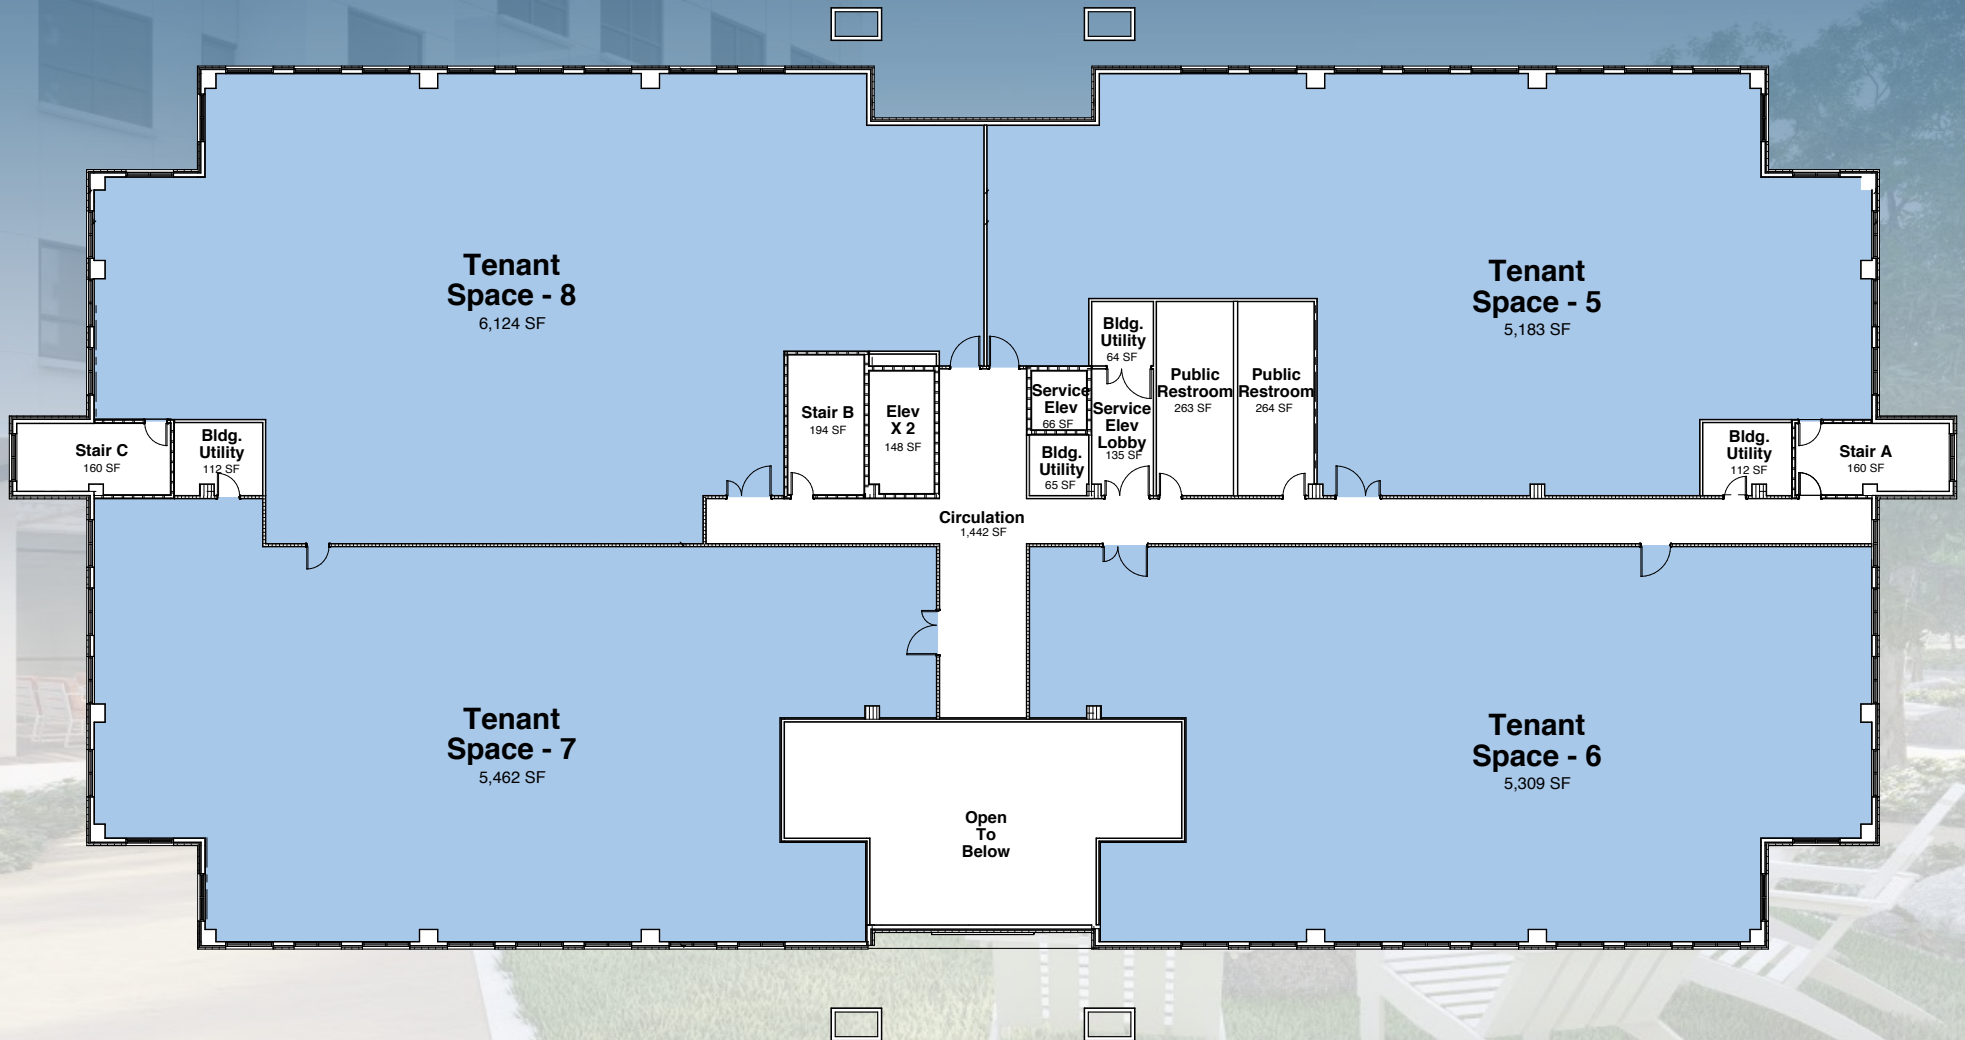 Tenant
Space - 8
6,124 SF
Tenant
Space - 5
5,183 SF
Bldg.
Utility
64 SF
Public
Restroom
263 SF
Public
Restroom
264 SF
Service
Elev
66 SF
Service
Elev
Lobby
135 SF
Stair B
194 SF
Elev
X 2
148 SF
Bldg.
Utility
65 SF
Stair C
160 SF
Bldg.
Utility
112 SF
Bldg.
Utility
112 SF
Stair A
160 SF
Circulation
1,442 SF
Tenant
Space - 7
5,462 SF
Tenant
Space - 6
5,309 SF
Open
To
Below